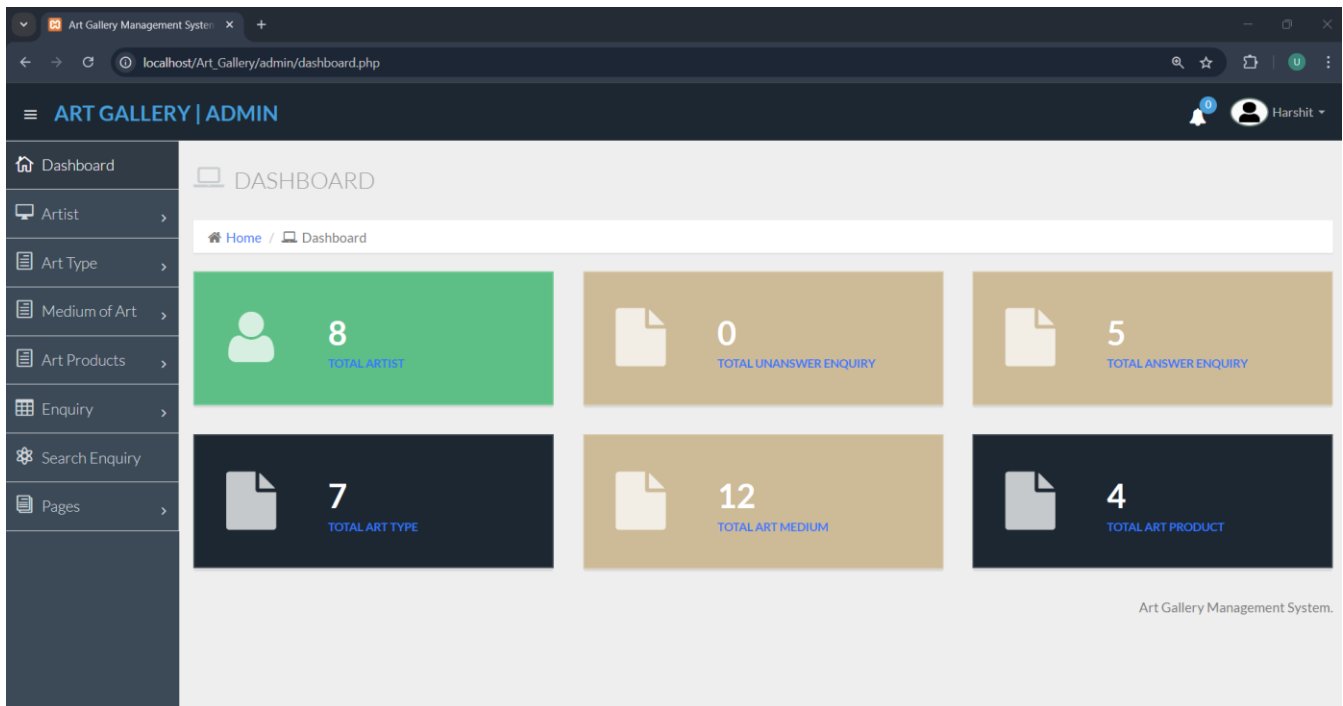 Art Gallery Management System
localhost/Art_Gallery/admin/dashboard.php
U
ART GALLERY | ADMIN
0
Harshit
Dashboard
Artist
Art Type
Medium of Art
Art Products
Enquiry
Search Enquiry
Pages
DASHBOARD
Home / Dashboard
8
TOTAL ARTIST
0
TOTAL UNANSWER ENQUIRY
5
TOTAL ANSWER ENQUIRY
7
TOTAL ART TYPE
12
TOTAL ART MEDIUM
4
TOTAL ART PRODUCT
Art Gallery Management System.